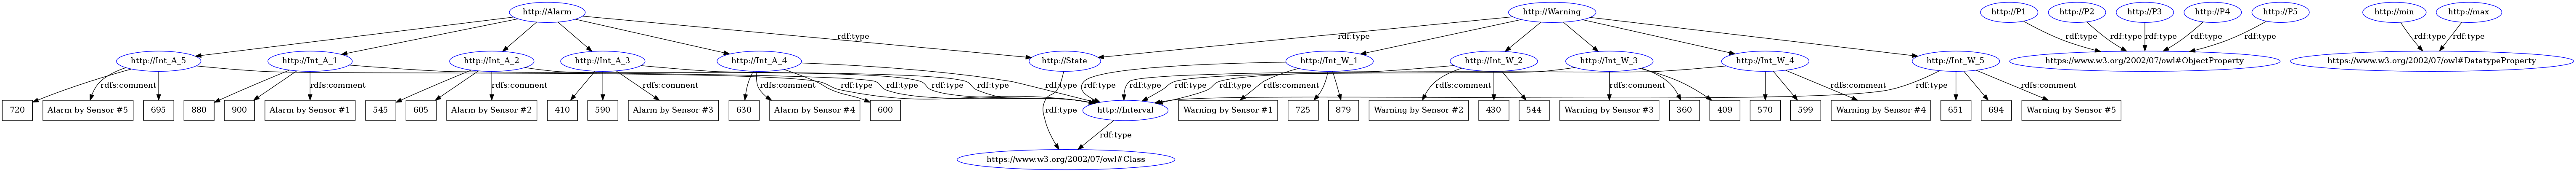 http://Alarm
http://Warning
http://P1
http://P2
http://P3
http://P4
http://P5
http://min
http://max
rdf:type
rdf:type
rdf:type
rdf:type
rdf:type
rdf:type
rdf:type
rdf:type
rdf:type
http://Int_A_5
http://Int_A_1
http://Int_A_2
http://Int_A_3
http://Int_A_4
http://State
http://Int_W_1
http://Int_W_2
http://Int_W_3
http://Int_W_4
http://Int_W_5
https://www.w3.org/2002/07/owl#ObjectProperty
https://www.w3.org/2002/07/owl#DatatypeProperty
rdfs:comment
rdfs:comment
rdfs:comment
rdfs:comment
rdfs:comment
rdf:type
rdf:type
rdf:type
rdf:type
rdf:type
rdf:type
rdfs:comment
rdf:type
rdf:type
rdfs:comment
rdf:type
rdfs:comment
rdfs:comment
rdf:type
rdfs:comment
720
Alarm by Sensor #5
695
880
900
Alarm by Sensor #1
545
605
Alarm by Sensor #2
410
590
Alarm by Sensor #3
630
Alarm by Sensor #4
600
rdf:type
http://Interval
Warning by Sensor #1
725
879
Warning by Sensor #2
430
544
Warning by Sensor #3
360
409
570
599
Warning by Sensor #4
651
694
Warning by Sensor #5
rdf:type
https://www.w3.org/2002/07/owl#Class